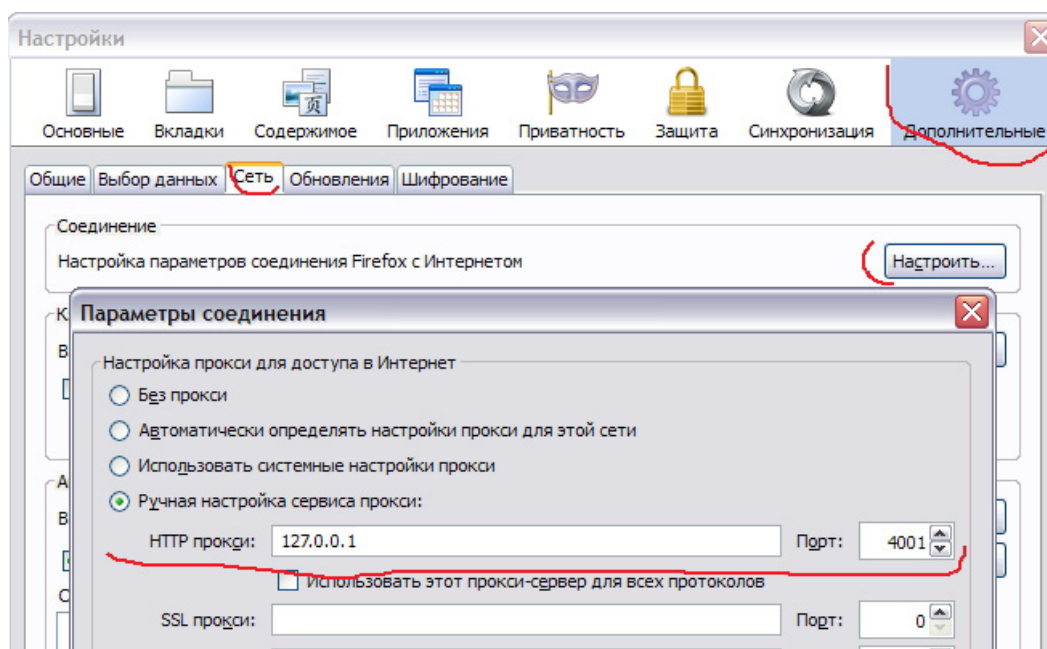 Настройки
Основные Вкладки Содержимое Приложения Приватность Защита Синхронизация Дополнительные
Общие Выбор данных Сеть Обновления Шифрование
Соединение
Настройка параметров соединения Firefox с Интернетом Настроить...
К
Параметры соединения
В
Настройка прокси для доступа в Интернет
Без прокси
Автоматически определять настройки прокси для этой сети
Использовать системные настройки прокси
А
Ручная настройка сервиса прокси:
В
HTTP прокси: 127.0.0.1 Порт: 4001
Использовать этот прокси-сервер для всех протоколов
С
SSL прокси: Порт: 0